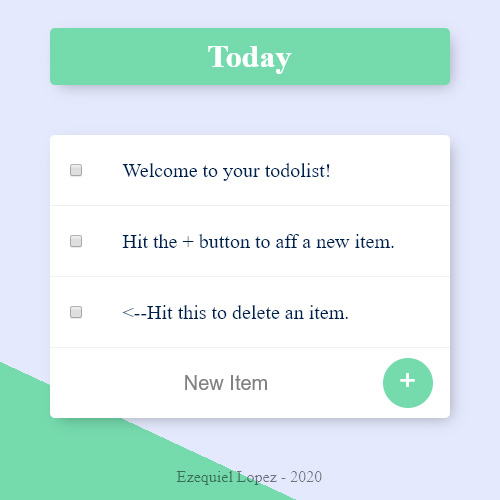 Today
Welcome to your todolist!
Hit the + button to aff a new item.
<--Hit this to delete an item.
New Item +
Ezequiel Lopez - 2020